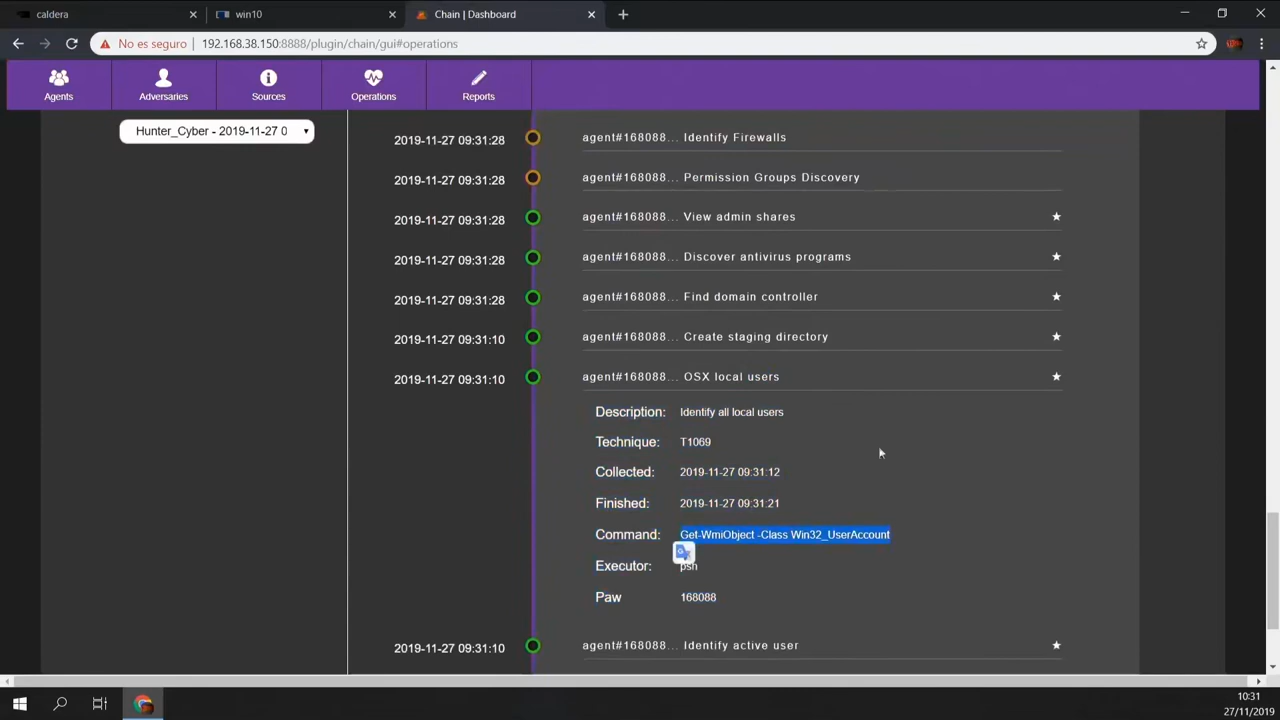 caldera
win10
Chain | Dashboard
No es seguro
192.168.38.150:8888/plugin/chain/gui#operations
Agents
Adversaries
Sources
Operations
Reports
Hunter_Cyber - 2019-11-27 0
2019-11-27 09:31:28 agent#168088... Identify Firewalls
2019-11-27 09:31:28 agent#168088... Permission Groups Discovery
2019-11-27 09:31:28 agent#168088... View admin shares
2019-11-27 09:31:28 agent#168088... Discover antivirus programs
2019-11-27 09:31:28 agent#168088... Find domain controller
2019-11-27 09:31:10 agent#168088... Create staging directory
2019-11-27 09:31:10 agent#168088... OSX local users
Description: Identify all local users
Technique: T1069
Collected: 2019-11-27 09:31:12
Finished: 2019-11-27 09:31:21
Command: Get-WmiObject -Class Win32_UserAccount
Executor: psh
Paw 168088
2019-11-27 09:31:10 agent#168088... Identify active user
10:31
27/11/2019